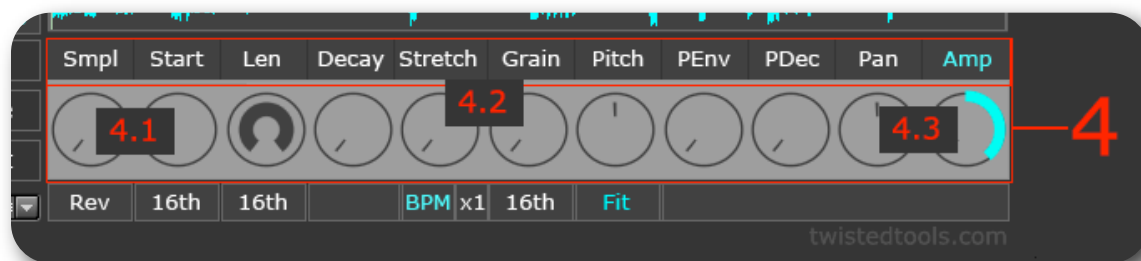 Smpl Start Len Decay Stretch Grain Pitch PEnv PDec Pan Amp
4.1 4.2 4.3 4
Rev 16th 16th BPM x1 16th Fit
twistedtools.com